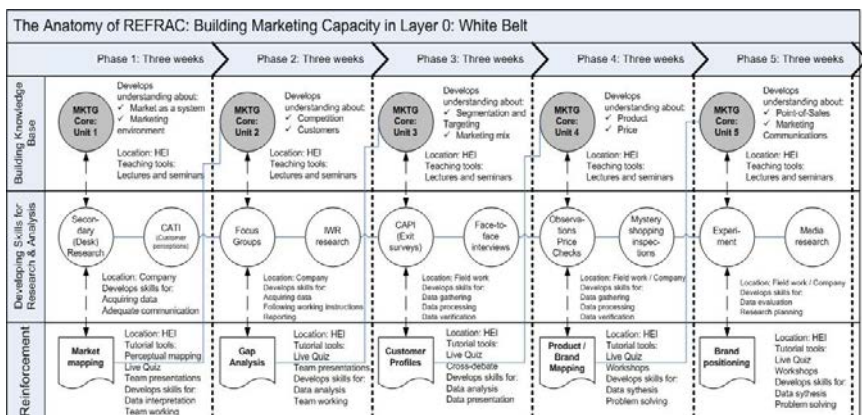 The Anatomy of REFRAC: Building Marketing Capacity in Layer 0: White Belt
Phase 1: Three weeks
Phase 2: Three weeks
Phase 3: Three weeks
Phase 4: Three weeks
Phase 5: Three weeks
Building Knowledge
Base
MKTG
Core:
Unit 1
Develops
understanding about:
✓ Market as a system
✓ Marketing
environment
Location: HEI
Teaching tools:
Lectures and seminars
MKTG
Core:
Unit 2
Develops
understanding about:
✓ Competition
✓ Customers
Location: HEI
Teaching tools:
Lectures and seminars
MKTG
Core:
Unit 3
Develops
understanding about:
✓ Segmentation and
Targeting
✓ Marketing mix
Location: HEI
Teaching tools:
Lectures and seminars
MKTG
Core:
Unit 4
Develops
understanding about:
✓ Product
✓ Price
Location: HEI
Teaching tools:
Lectures and seminars
MKTG
Core:
Unit 5
Develops
understanding about:
✓ Point-of-Sales
✓ Marketing
Communications
Location: HEI
Teaching tools:
Lectures and seminars
Developing Skills for
Research & Analysis
Secon-
dary
(Desk)
Research
CATI
(Customer
perceptions)
Location: Company
Develops skills for:
Acquiring data
Adequate communication
Focus
Groups
IWR
research
Location: Company
Develops skills for:
Acquiring data
Following working instructions
Reporting
CAPI
(Exit
surveys)
Face-to-
face
interviews
Location: Field work
Develops skills for:
Data gathering
Data processing
Data verification
Observa-
tions
Price
Checks
Mystery
shopping
inspec-
tions
Location: Field work / Company
Develops skills for:
Data gathering
Data processing
Data verification
Experi-
ment
Media
research
Location: Field work / Company
Develops skills for:
Data evaluation
Research planning
Reinforcement
Market
mapping
Location: HEI
Tutorial tools:
Perceptual mapping
Live Quiz
Team presentations
Develops skills for:
Data interpretation
Team working
Gap
Analysis
Location: HEI
Tutorial tools:
Live Quiz
Team presentations
Develops skills for:
Data analysis
Team working
Customer
Profiles
Location: HEI
Tutorial tools:
Live Quiz
Cross-debate
Develops skills for:
Data analysis
Data presentation
Product /
Brand
Mapping
Location: HEI
Tutorial tools:
Live Quiz
Workshops
Develops skills for:
Data sythesis
Problem solving
Brand
positioning
Location: HEI
Tutorial tools:
Live Quiz
Workshops
Develops skills for:
Data sythesis
Problem solving